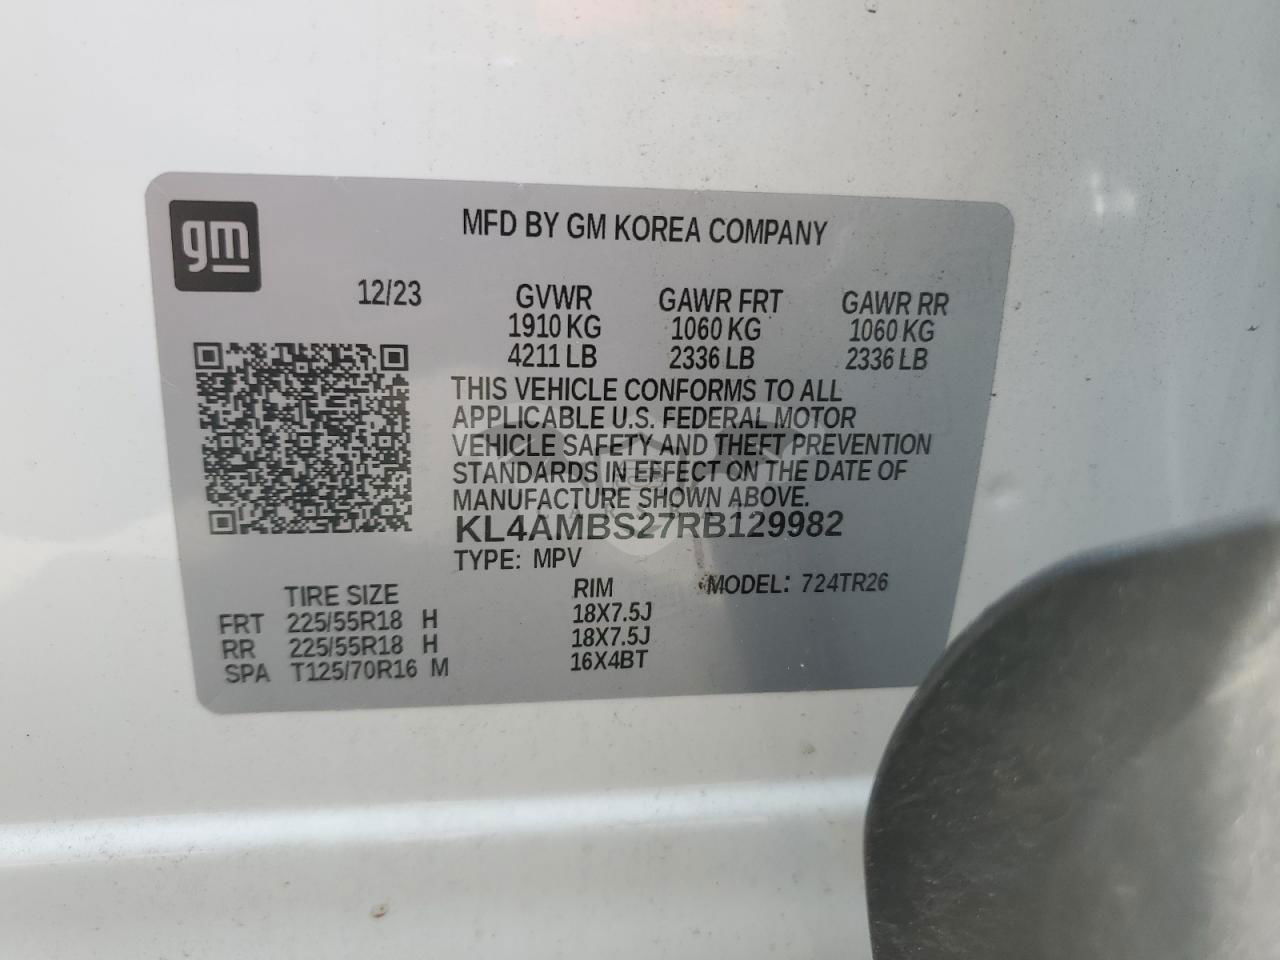 gm
MFD BY GM KOREA COMPANY
12/23
GVWR GAWR FRT GAWR RR
1910 KG 1060 KG 1060 KG
4211 LB 2336 LB 2336 LB
THIS VEHICLE CONFORMS TO ALL
APPLICABLE U.S. FEDERAL MOTOR
VEHICLE SAFETY AND THEFT PREVENTION
STANDARDS IN EFFECT ON THE DATE OF
MANUFACTURE SHOWN ABOVE.
KL4AMBS27RB129982
TYPE: MPV
TIRE SIZE RIM MODEL: 724TR26
FRT 225/55R18 H 18X7.5J
RR 225/55R18 H 18X7.5J
SPA T125/70R16 M 16X4BT